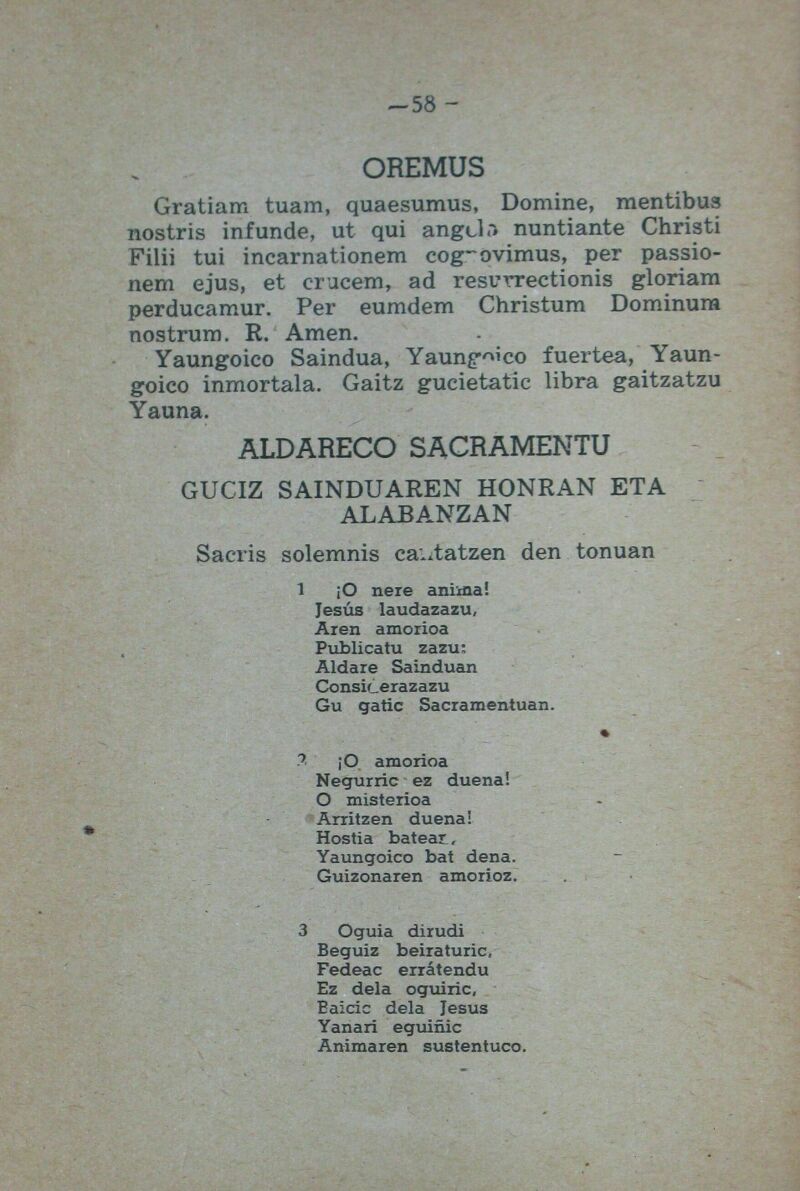 —58 -
OREMUS
Gratiam tuam, quaesumus, Domine, mentibus
nostris infunde, ut qui angelo nuntiante Christi
Filii tui incarnationem cognovimus, per passio-
nem ejus, et crucem, ad resurrectionis gloriam
perducamur. Per eumdem Christum Dominum
nostrum. R. Amen.
Yaungoico Saindua, Yaungoico fuertea, Yaun-
goico inmortala. Gaitz gucietatic libra gaitzatzu
Yauna.
ALDARECO SACRAMENTU
GUCIZ SAINDUAREN HONRAN ETA
ALABANZAN
Sacris solemnis cantatzen den tonuan
1 ¡O nere anima!
Jesús laudazazu,
Aren amorioa
Publicatu zazu:
Aldare Sainduan
Considerazazu
Gu gatic Sacramentuan.
2 ¡O amorioa
Negurric ez duena!
O misterioa
Arritzen duena!
Hostia batean,
Yaungoico bat dena.
Guizonaren amorioz.
3 Oguia dirudi
Beguiz beiraturic,
Fedeac errátendu
Ez dela oguiric,
Baicic dela Jesus
Yanari eguiñic
Animaren sustentuco.